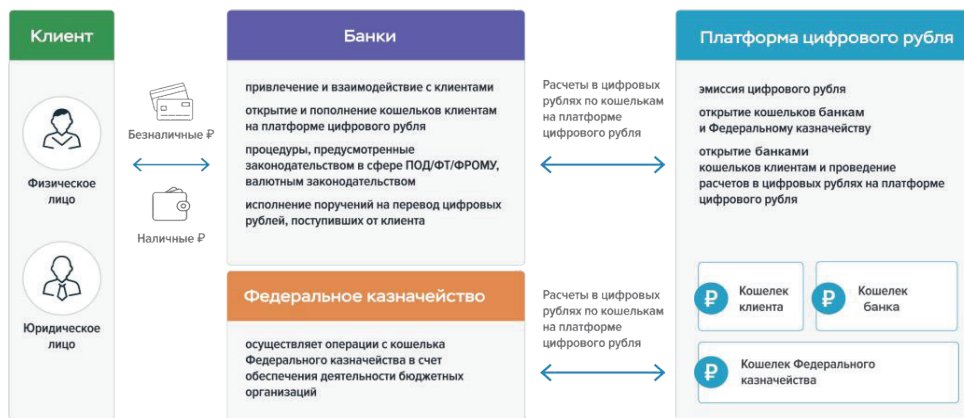 Клиент
Физическое
лицо
Юридическое
лицо
Безналичные ₽
Наличные ₽
Банки
привлечение и взаимодействие с клиентами
открытие и пополнение кошельков клиентам
на платформе цифрового рубля
процедуры, предусмотренные
законодательством в сфере ПОД/ФТ/ФРОМУ,
валютным законодательством
исполнение поручений на перевод цифровых
рублей, поступивших от клиента
Федеральное казначейство
осуществляет операции с кошелька
Федерального казначейства в счет
обеспечения деятельности бюджетных
организаций
Расчеты в цифровых
рублях по кошелькам
на платформе
цифрового рубля
Расчеты в цифровых
рублях по кошелькам
на платформе
цифрового рубля
Платформа цифрового рубля
эмиссия цифрового рубля
открытие кошельков банкам
и Федеральному казначейству
открытие банками
кошельков клиентам и проведение
расчетов в цифровых рублях на платформе
цифрового рубля
₽ Кошелек
клиента
₽ Кошелек
банка
₽ Кошелек Федерального
казначейства